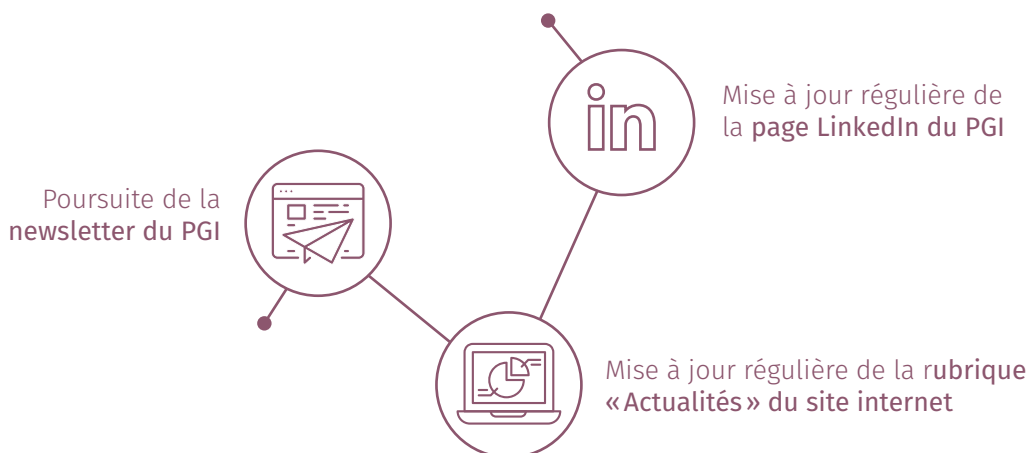 in
Mise à jour régulière de
la page LinkedIn du PGI
Poursuite de la
newsletter du PGI
Mise à jour régulière de la rubrique
«Actualités» du site internet